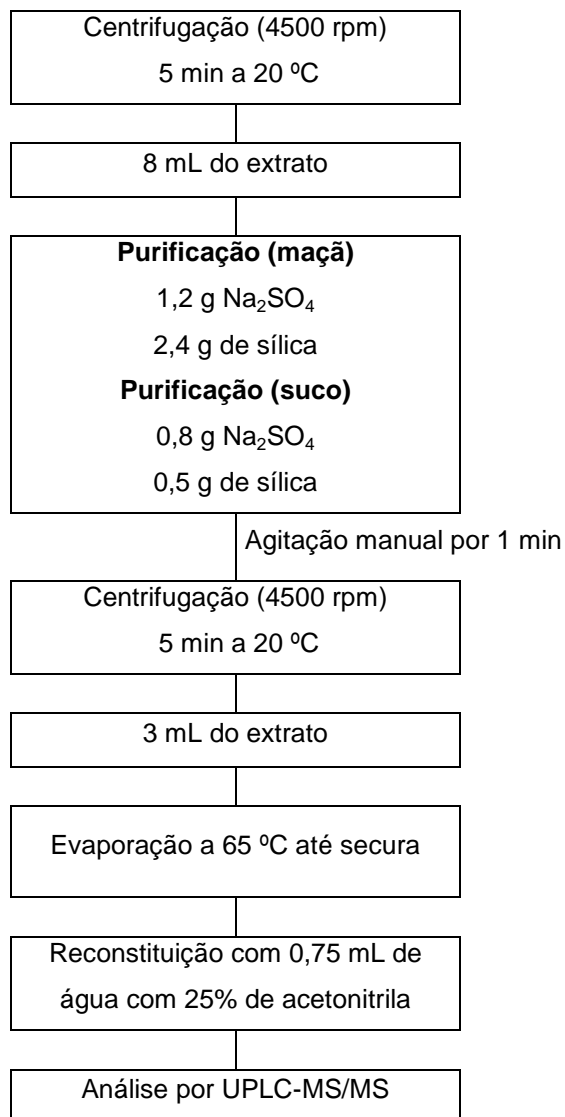 Centrifugação (4500 rpm)
5 min a 20 ºC
8 mL do extrato
Purificação (maçã)
1,2 g Na₂SO₄
2,4 g de sílica
Purificação (suco)
0,8 g Na₂SO₄
0,5 g de sílica
Agitação manual por 1 min
Centrifugação (4500 rpm)
5 min a 20 ºC
3 mL do extrato
Evaporação a 65 ºC até secura
Reconstituição com 0,75 mL de
água com 25% de acetonitrila
Análise por UPLC-MS/MS